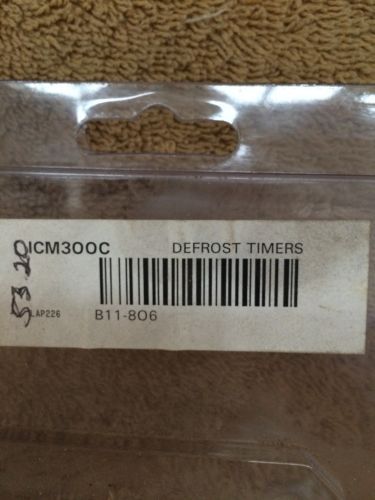 ICM300C DEFROST TIMERS
53.20
LAP226 B11-806